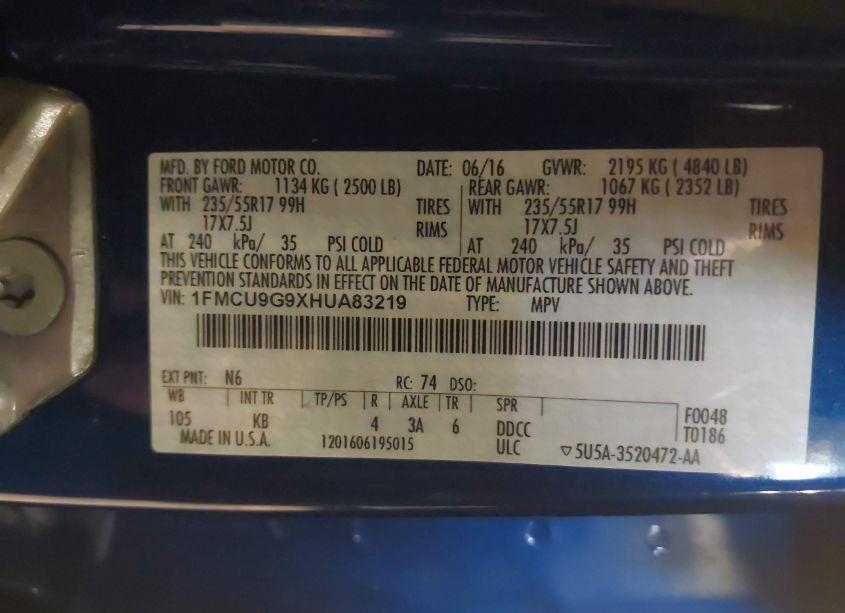 MFD. BY FORD MOTOR CO. DATE: 06/16 GVWR: 2195 KG ( 4840 LB)
FRONT GAWR: 1134 KG ( 2500 LB) REAR GAWR: 1067 KG ( 2352 LB)
WITH 235/55R17 99H TIRES WITH 235/55R17 99H TIRES
17X7.5J RIMS 17X7.5J RIMS
AT 240 kPa/ 35 PSI COLD AT 240 kPa/ 35 PSI COLD
THIS VEHICLE CONFORMS TO ALL APPLICABLE FEDERAL MOTOR VEHICLE SAFETY AND THEFT
PREVENTION STANDARDS IN EFFECT ON THE DATE OF MANUFACTURE SHOWN ABOVE.
VIN: 1FMCU9G9XHUA83219 TYPE: MPV
EXT PNT: N6 RC: 74 DSO:
WB INT TR TP/PS R AXLE TR SPR
105 KB 4 3A 6 DDCC F0048
MADE IN U.S.A. 1201606195015 ULC T0186
▽5U5A-3520472-AA